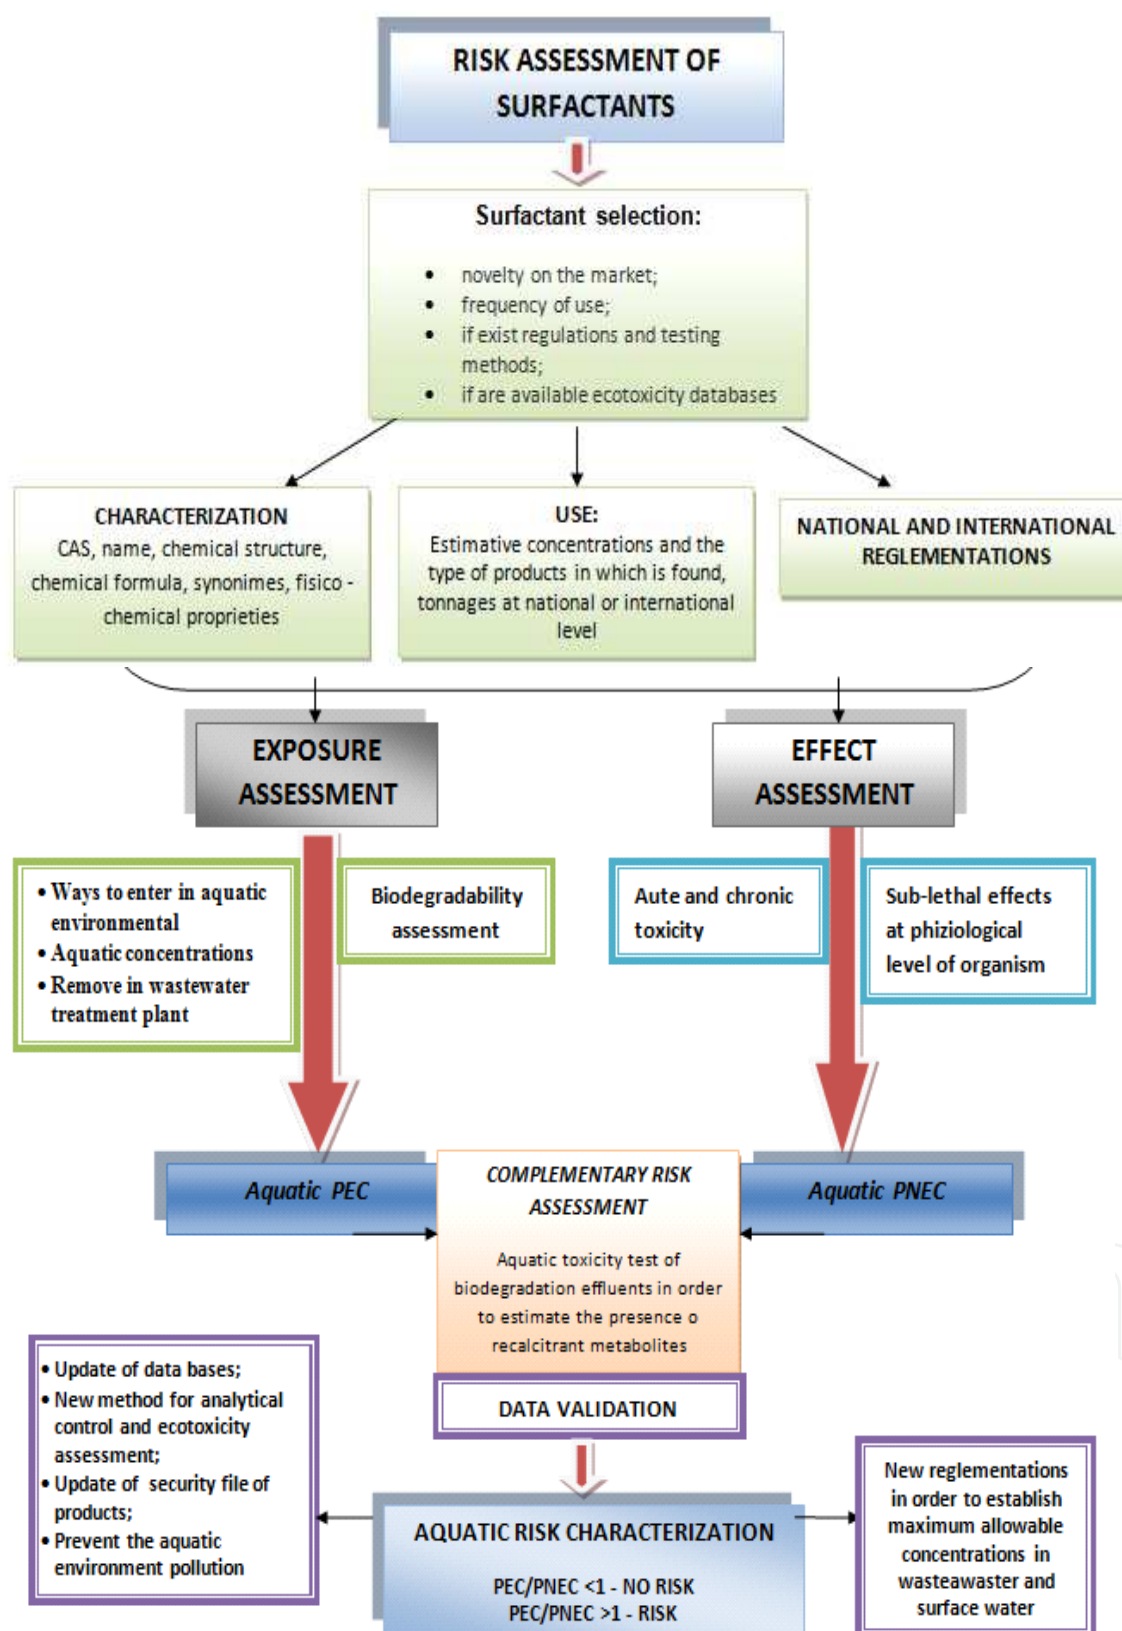 RISK ASSESSMENT OF
SURFACTANTS
Surfactant selection:
• novelty on the market;
• frequency of use;
• if exist regulations and testing
methods;
• if are available ecotoxicity databases
CHARACTERIZATION
CAS, name, chemical structure,
chemical formula, synonimes, fisico -
chemical proprieties
USE:
Estimative concentrations and the
type of products in which is found,
tonnages at national or international
level
NATIONAL AND INTERNATIONAL
REGLEMENTATIONS
EXPOSURE
ASSESSMENT
EFFECT
ASSESSMENT
• Ways to enter in aquatic
environmental
• Aquatic concentrations
• Remove in wastewater
treatment plant
Biodegradability
assessment
Aute and chronic
toxicity
Sub-lethal effects
at phiziological
level of organism
Aquatic PEC
COMPLEMENTARY RISK
ASSESSMENT
Aquatic toxicity test of
biodegradation effluents in order
to estimate the presence o
recalcitrant metabolites
Aquatic PNEC
DATA VALIDATION
• Update of data bases;
• New method for analytical
control and ecotoxicity
assessment;
• Update of security file of
products;
• Prevent the aquatic
environment pollution
AQUATIC RISK CHARACTERIZATION
PEC/PNEC <1 - NO RISK
PEC/PNEC >1 - RISK
New reglementations
in order to establish
maximum allowable
concentrations in
wasteawaster and
surface water